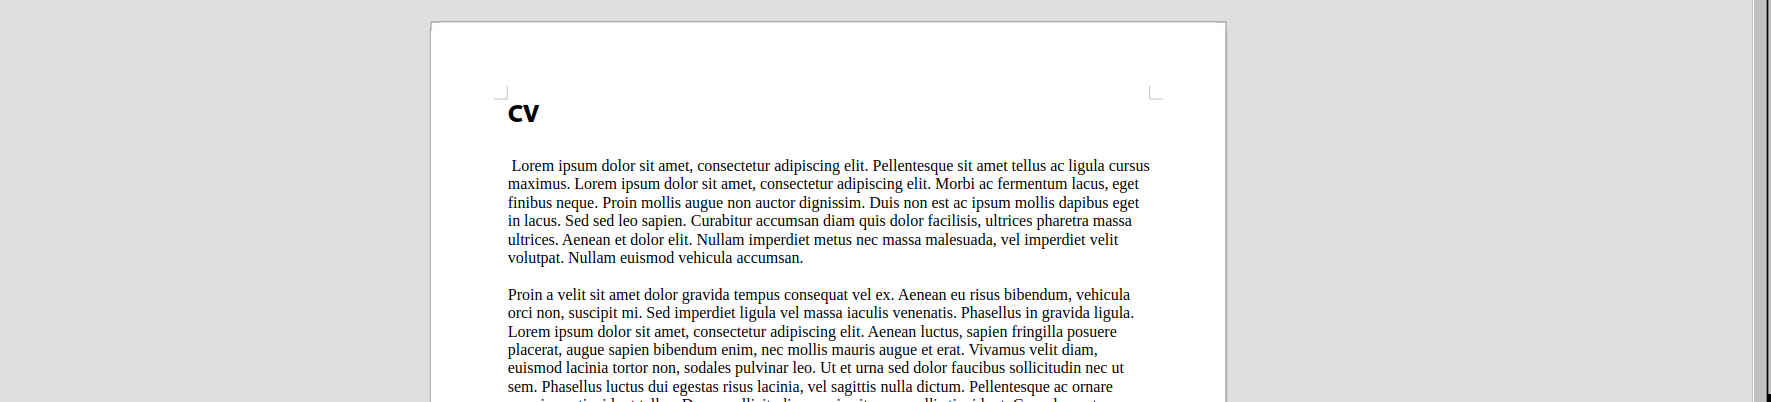 CV
Lorem ipsum dolor sit amet, consectetur adipiscing elit. Pellentesque sit amet tellus ac ligula cursus
maximus. Lorem ipsum dolor sit amet, consectetur adipiscing elit. Morbi ac fermentum lacus, eget
finibus neque. Proin mollis augue non auctor dignissim. Duis non est ac ipsum mollis dapibus eget
in lacus. Sed sed leo sapien. Curabitur accumsan diam quis dolor facilisis, ultrices pharetra massa
ultrices. Aenean et dolor elit. Nullam imperdiet metus nec massa malesuada, vel imperdiet velit
volutpat. Nullam euismod vehicula accumsan.
Proin a velit sit amet dolor gravida tempus consequat vel ex. Aenean eu risus bibendum, vehicula
orci non, suscipit mi. Sed imperdiet ligula vel massa iaculis venenatis. Phasellus in gravida ligula.
Lorem ipsum dolor sit amet, consectetur adipiscing elit. Aenean luctus, sapien fringilla posuere
placerat, augue sapien bibendum enim, nec mollis mauris augue et erat. Vivamus velit diam,
euismod lacinia tortor non, sodales pulvinar leo. Ut et urna sed dolor faucibus sollicitudin nec ut
sem. Phasellus luctus dui egestas risus lacinia, vel sagittis nulla dictum. Pellentesque ac ornare